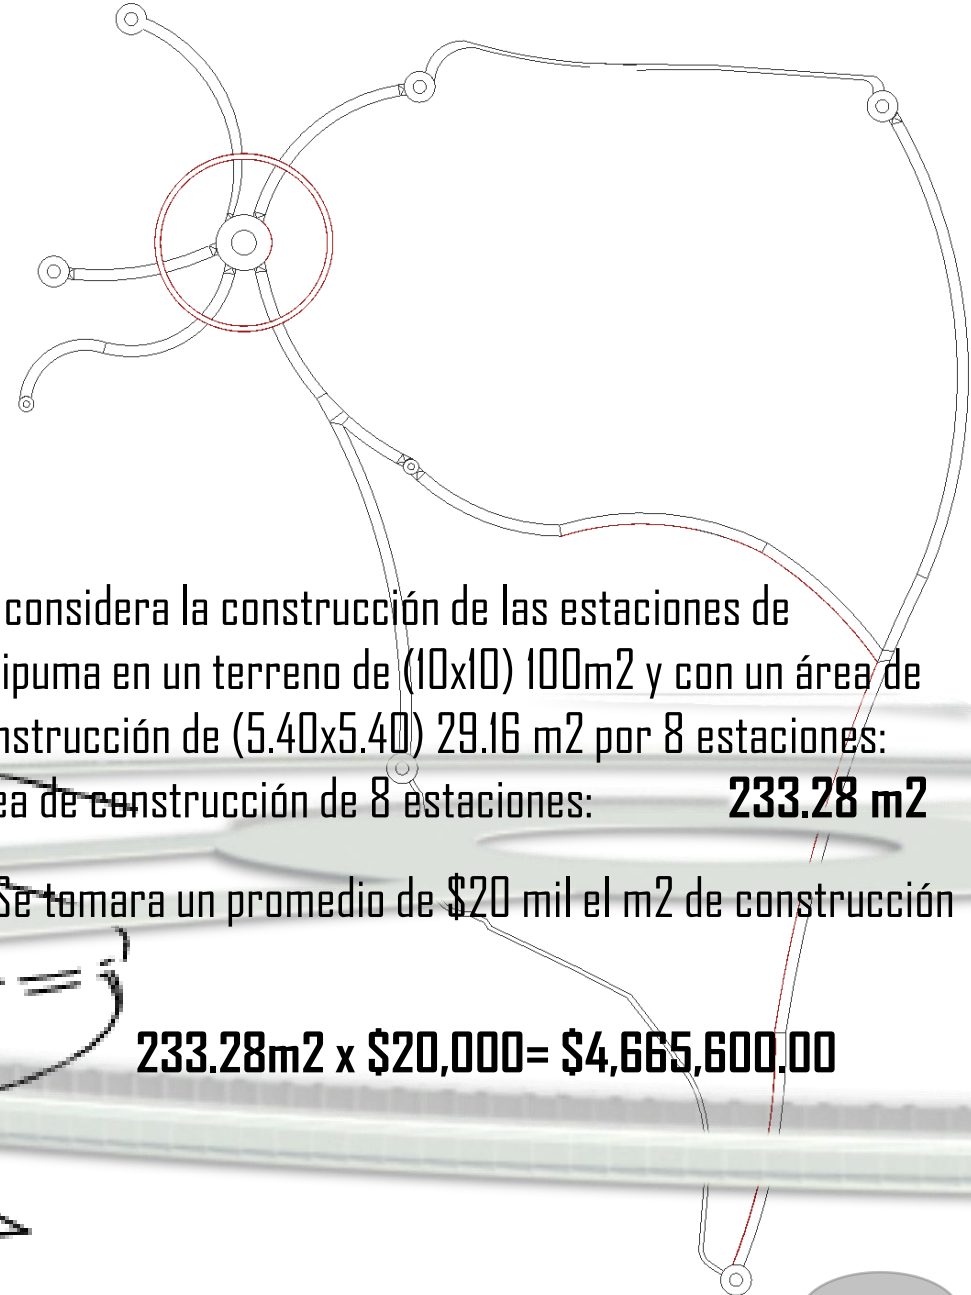 considera la construcción de las estaciones de
ipuma en un terreno de (10x10) 100m2 y con un área de
nstrucción de (5.40x5.40) 29.16 m2 por 8 estaciones:
ea de construcción de 8 estaciones: 233.28 m2
Se tomara un promedio de $20 mil el m2 de construcción
233.28m2 x $20,000= $4,665,600.00